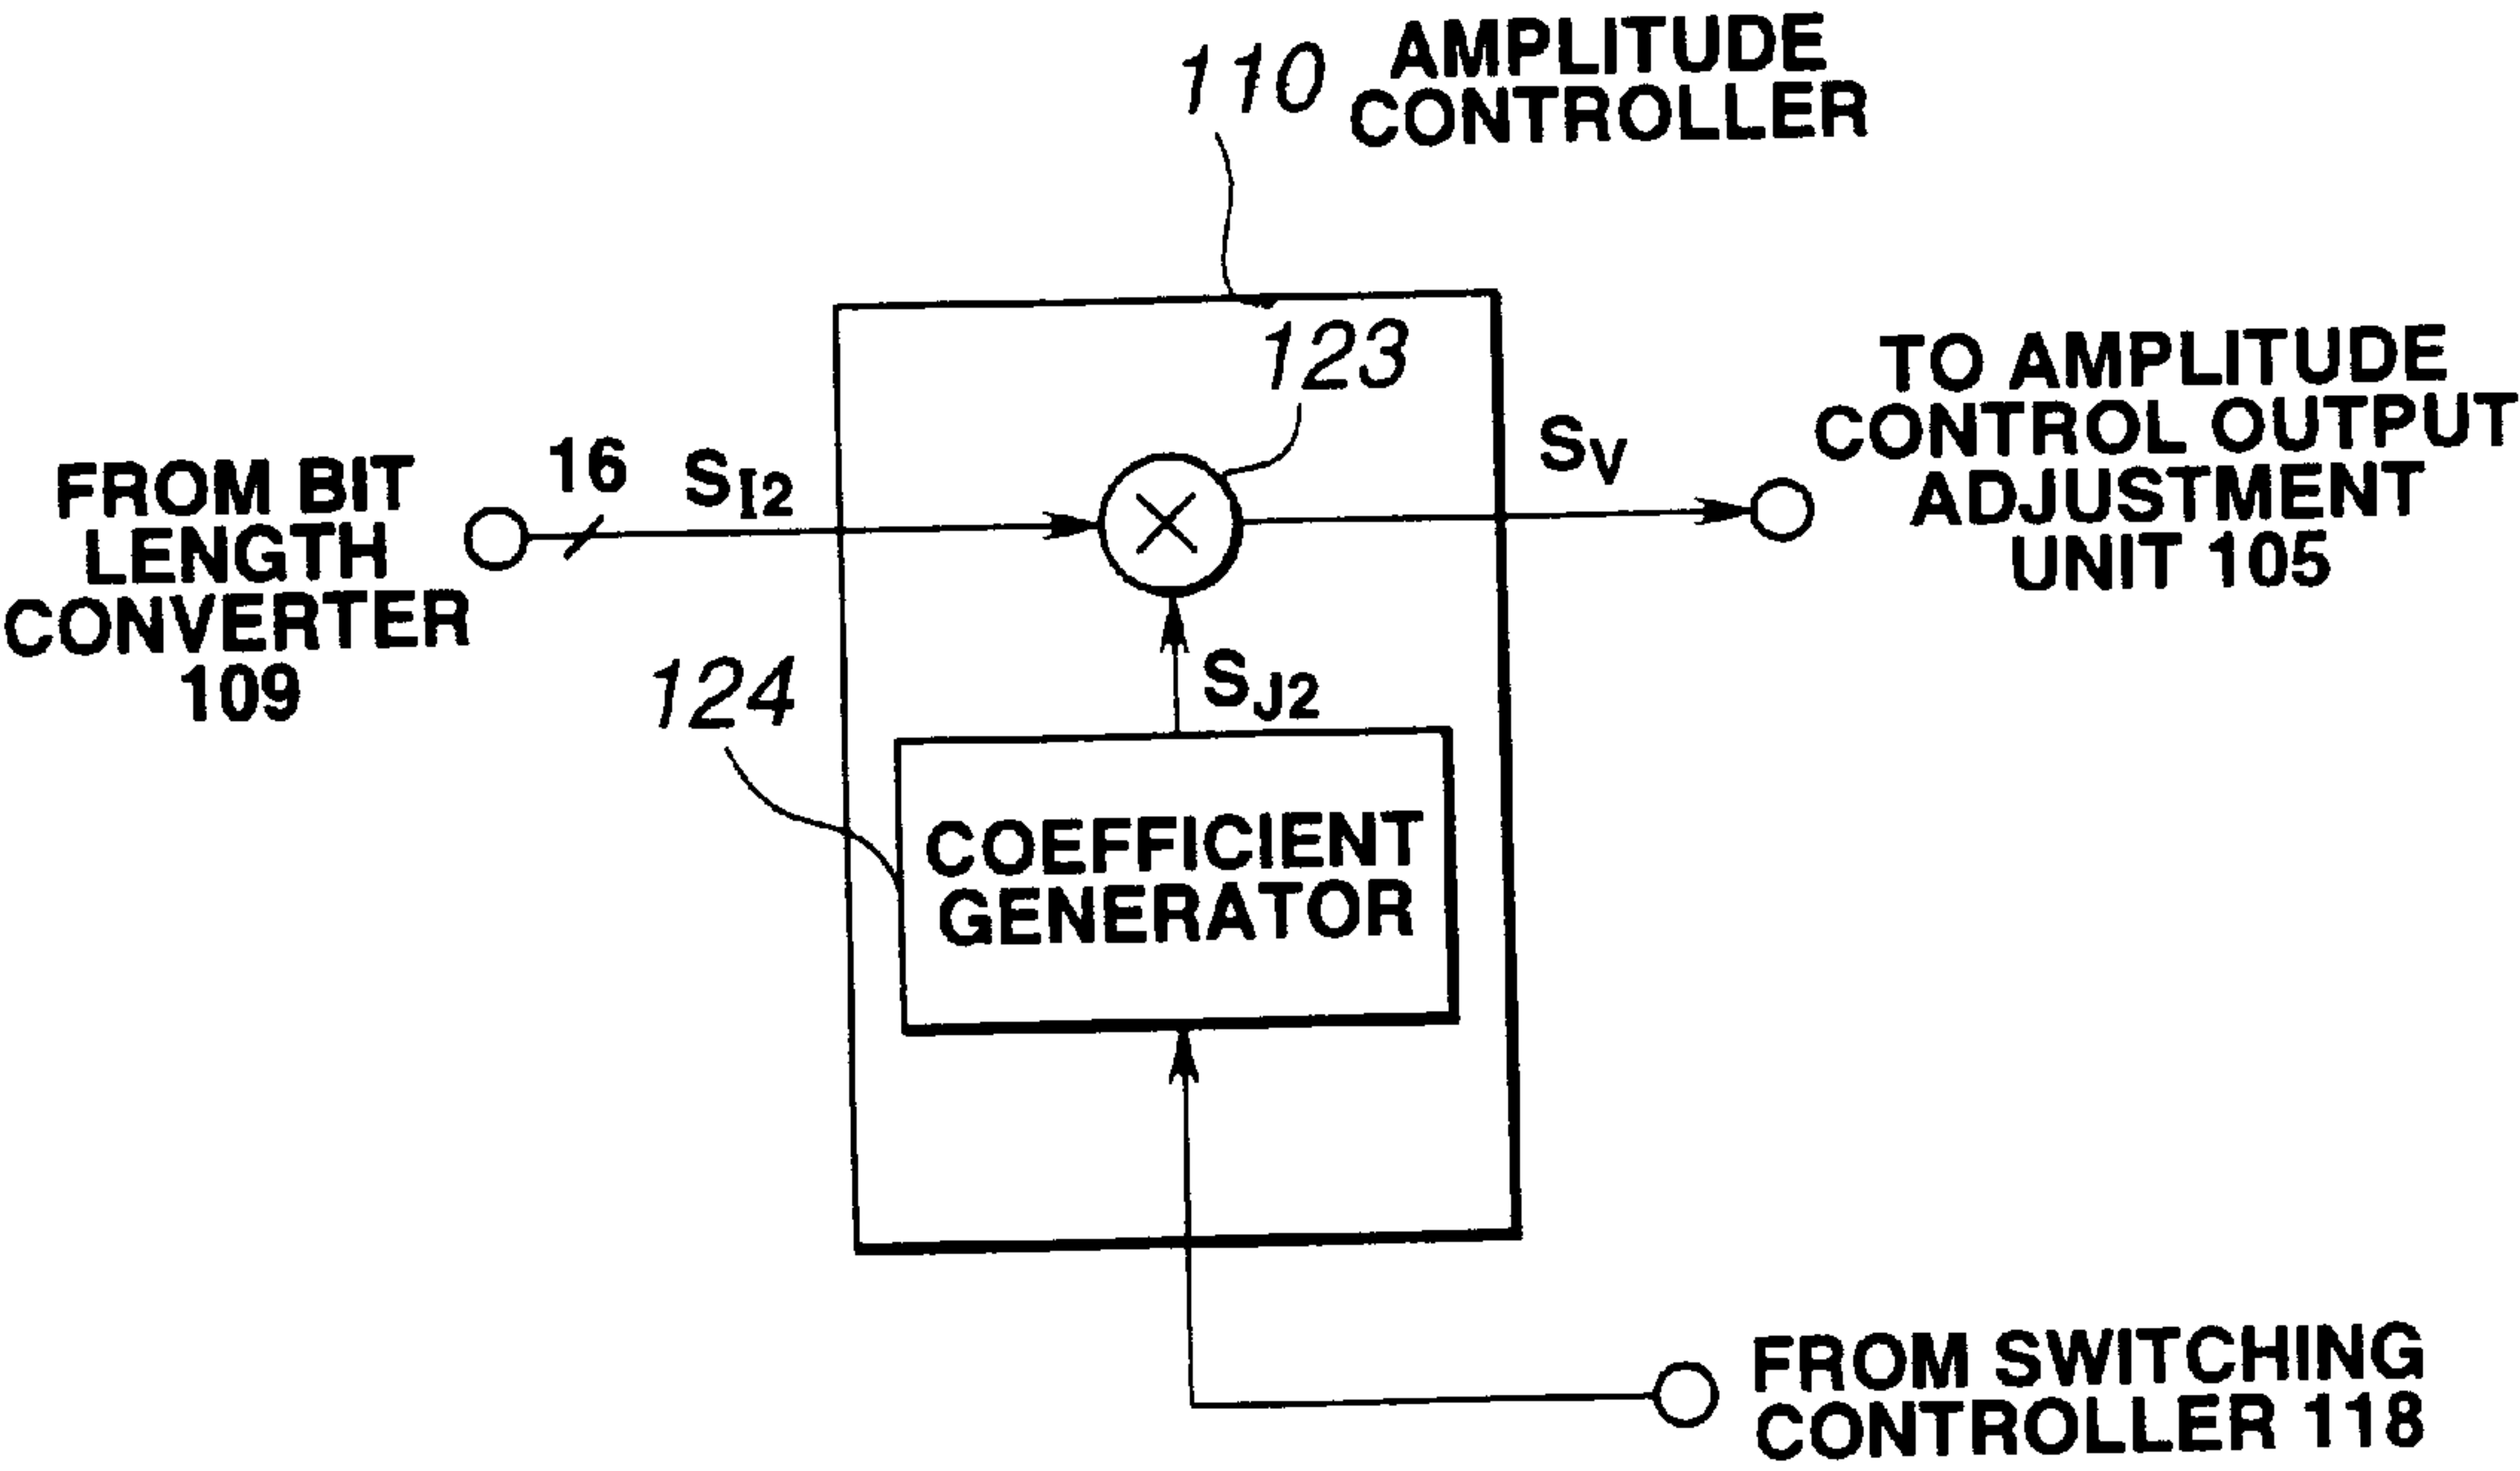 110
AMPLITUDE
CONTROLLER
123
TO AMPLITUDE
CONTROL OUTPUT
ADJUSTMENT
UNIT 105
SV
16
SI2
FROM BIT
LENGTH
CONVERTER
109
124
SJ2
COEFFICIENT
GENERATOR
FROM SWITCHING
CONTROLLER 118